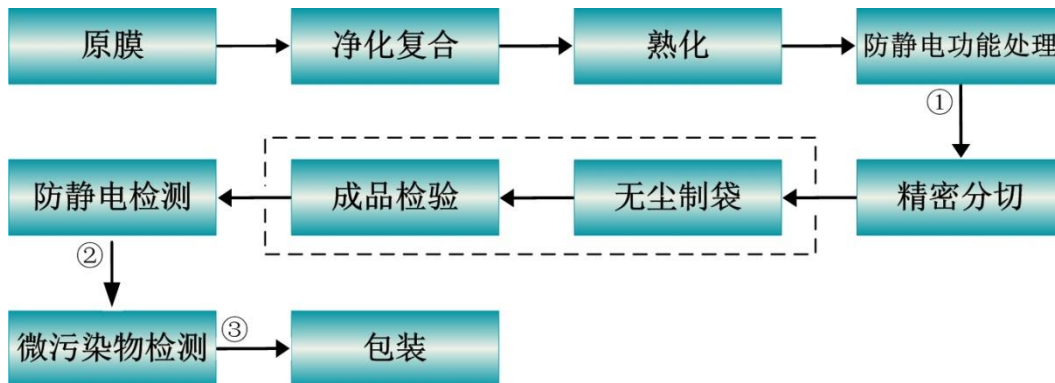 原膜
净化复合
熟化
防静电功能处理
①
防静电检测
成品检验
无尘制袋
精密分切
②
微污染物检测
③
包装